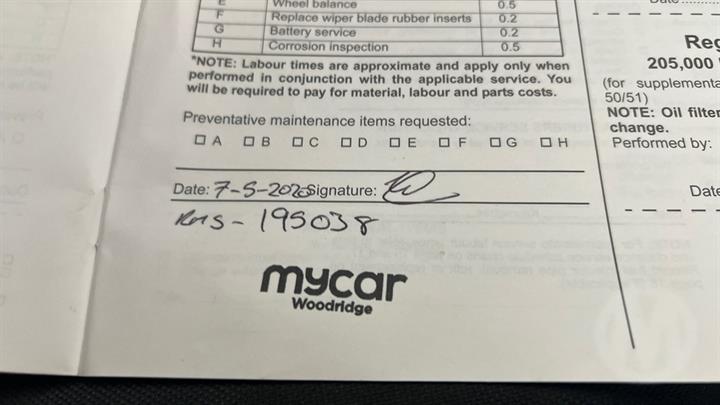 E Wheel balance 0.5
F Replace wiper blade rubber inserts 0.2
G Battery service 0.2
H Corrosion inspection 0.5
*NOTE: Labour times are approximate and apply only when
performed in conjunction with the applicable service. You
will be required to pay for material, labour and parts costs.
Preventative maintenance items requested:
A B C D E F G H
Date: 7-5-2020 Signature:
Kms - 195038
mycar
Woodridge
Reg
205,000
(for supplementa
50/51)
NOTE: Oil filter
change.
Performed by:
Date